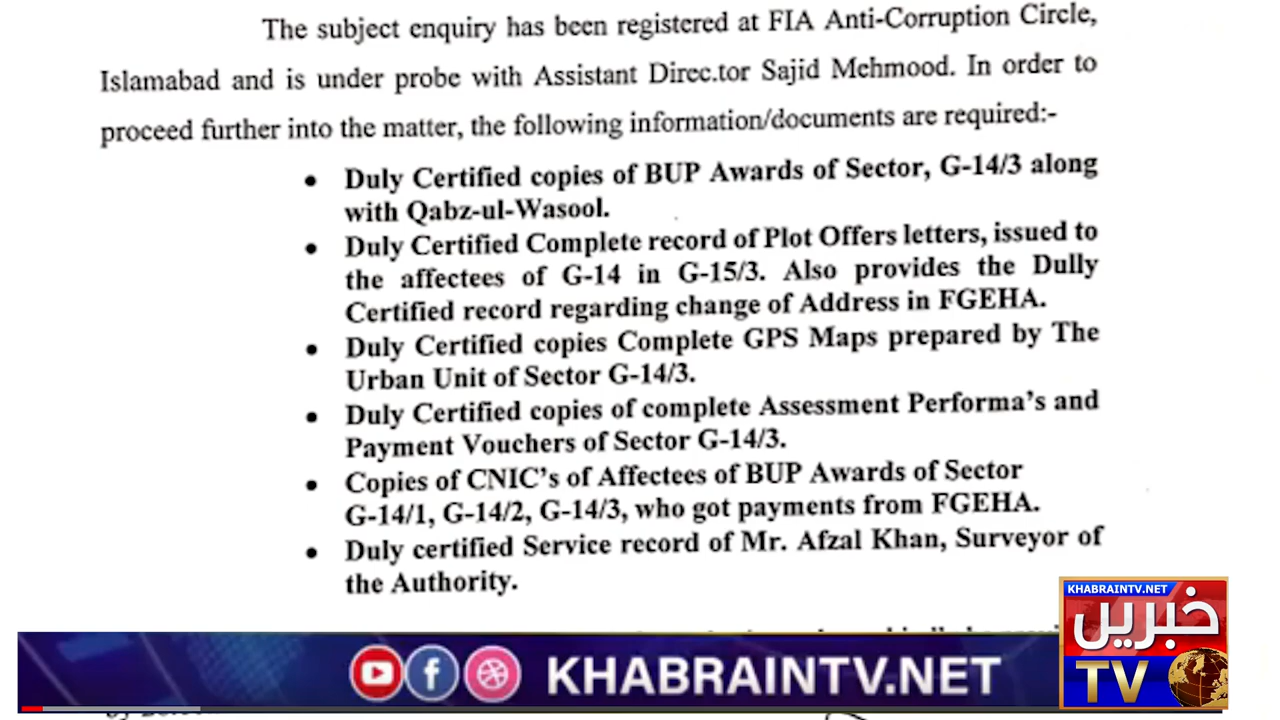 The subject enquiry has been registered at FIA Anti-Corruption Circle,
Islamabad and is under probe with Assistant Direc.tor Sajid Mehmood. In order to
proceed further into the matter, the following information/documents are required:-
• Duly Certified copies of BUP Awards of Sector, G-14/3 along
with Qabz-ul-Wasool.
• Duly Certified Complete record of Plot Offers letters, issued to
the affectees of G-14 in G-15/3. Also provides the Dully
Certified record regarding change of Address in FGEHA.
• Duly Certified copies Complete GPS Maps prepared by The
Urban Unit of Sector G-14/3.
• Duly Certified copies of complete Assessment Performa's and
Payment Vouchers of Sector G-14/3.
• Copies of CNIC's of Affectees of BUP Awards of Sector
G-14/1, G-14/2, G-14/3, who got payments from FGEHA.
• Duly certified Service record of Mr. Afzal Khan, Surveyor of
the Authority.
KHABRAINTV.NET
KHABRAINTV.NET
خبریں
TV